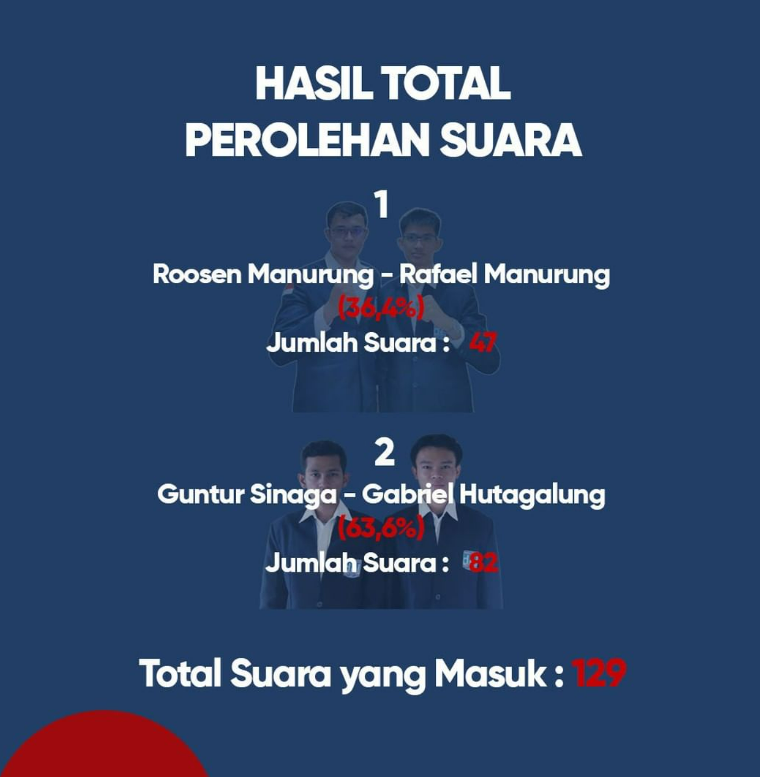 HASIL TOTAL
PEROLEHAN SUARA
1
Roosen Manurung - Rafael Manurung
(36,4%)
Jumlah Suara : 47
2
Guntur Sinaga - Gabriel Hutagalung
(63,6%)
Jumlah Suara : 82
Total Suara yang Masuk : 129